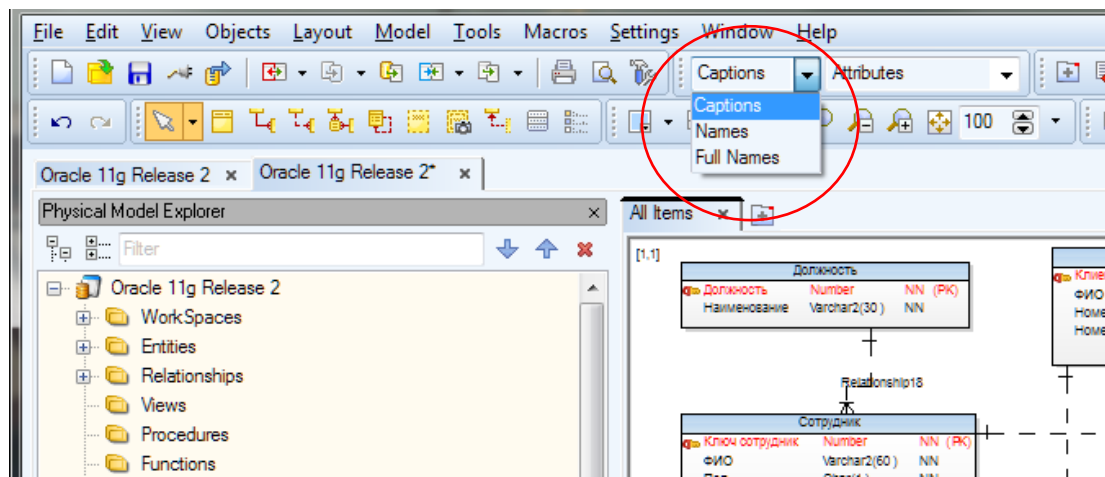 File Edit View Objects Layout Model Tools Macros Settings Window Help
Captions Attributes
Captions
Names
Full Names
100
Oracle 11g Release 2 Oracle 11g Release 2*
Physical Model Explorer
All Items
Filter
[1,1]
Oracle 11g Release 2
WorkSpaces
Entities
Relationships
Views
Procedures
Functions
Должность
Должность Number NN (PK)
Наименование Varchar2(30) NN
Relationship18
Сотрудник
Ключ сотрудник Number NN (PK)
ФИО Varchar2(60) NN
ФИО